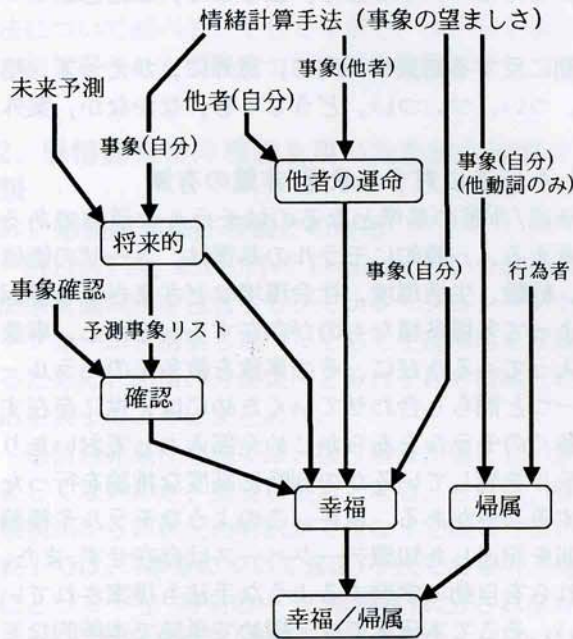 情緒計算手法（事象の望ましさ）
事象(他者)
未来予測
他者(自分)
事象(自分)
他者の運命
事象(自分)
(他動詞のみ)
将来的
事象確認
事象(自分)
行為者
予測事象リスト
確認
幸福
帰属
幸福／帰属